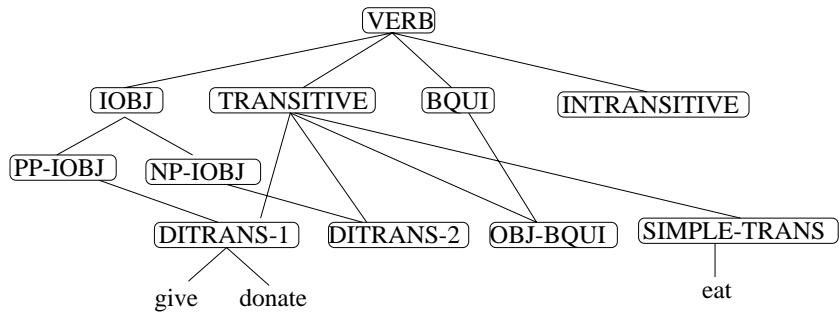 VERB
IOBJ TRANSITIVE BQUI INTRANSITIVE
PP-IOBJ NP-IOBJ
DITRANS-1 DITRANS-2 OBJ-BQUI SIMPLE-TRANS
give donate eat